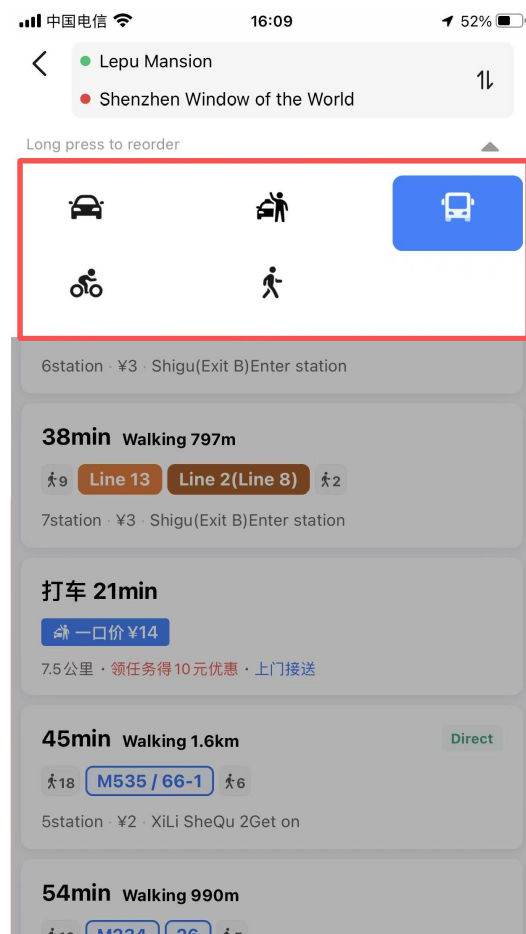 中国电信 16:09 52%
Lepu Mansion
Shenzhen Window of the World
Long press to reorder
6station · ¥3 · Shigu(Exit B)Enter station
38min Walking 797m
9 Line 13 Line 2(Line 8) 2
7station · ¥3 · Shigu(Exit B)Enter station
打车 21min
一口价 ¥14
7.5公里 · 领任务得10元优惠 · 上门接送
45min Walking 1.6km Direct
18 M535 / 66-1 6
5station · ¥2 · XiLi SheQu 2Get on
54min Walking 990m